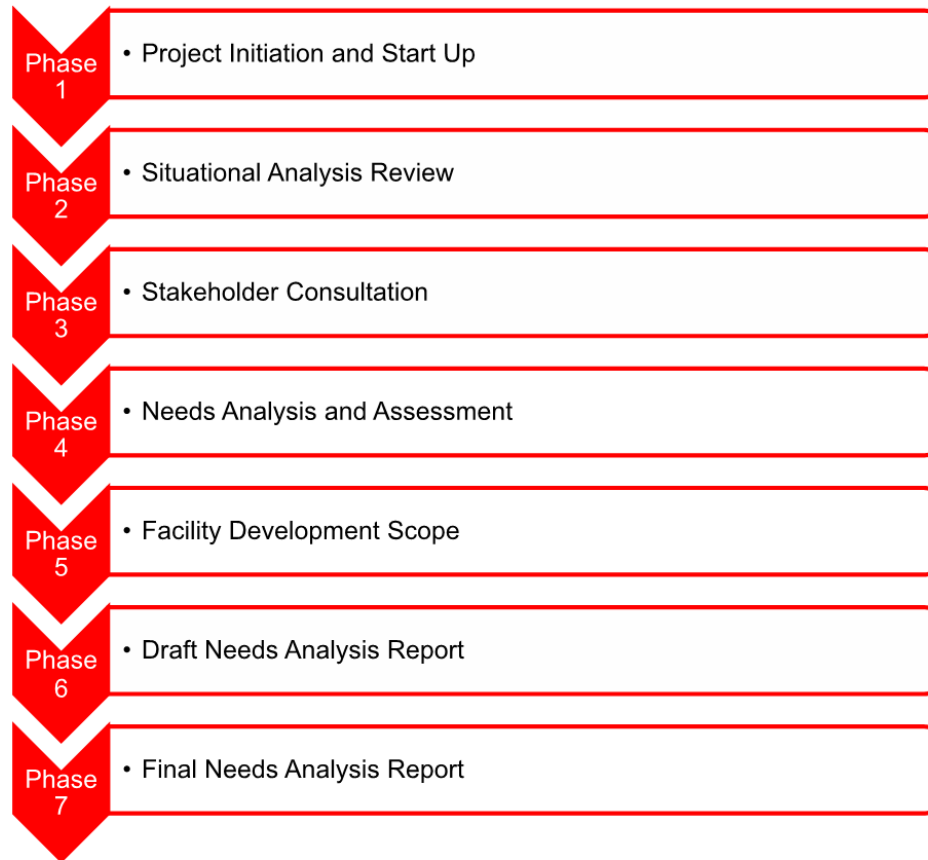 Phase
1
• Project Initiation and Start Up
Phase
2
• Situational Analysis Review
Phase
3
• Stakeholder Consultation
Phase
4
• Needs Analysis and Assessment
Phase
5
• Facility Development Scope
Phase
6
• Draft Needs Analysis Report
Phase
7
• Final Needs Analysis Report